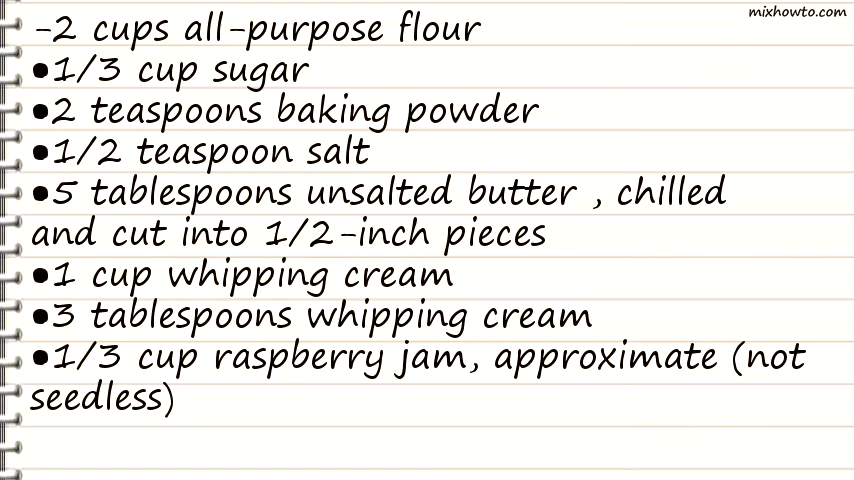 mixhowto.com
-2 cups all-purpose flour
•1/3 cup sugar
•2 teaspoons baking powder
•1/2 teaspoon salt
•5 tablespoons unsalted butter , chilled
and cut into 1/2-inch pieces
•1 cup whipping cream
•3 tablespoons whipping cream
•1/3 cup raspberry jam, approximate (not
seedless)